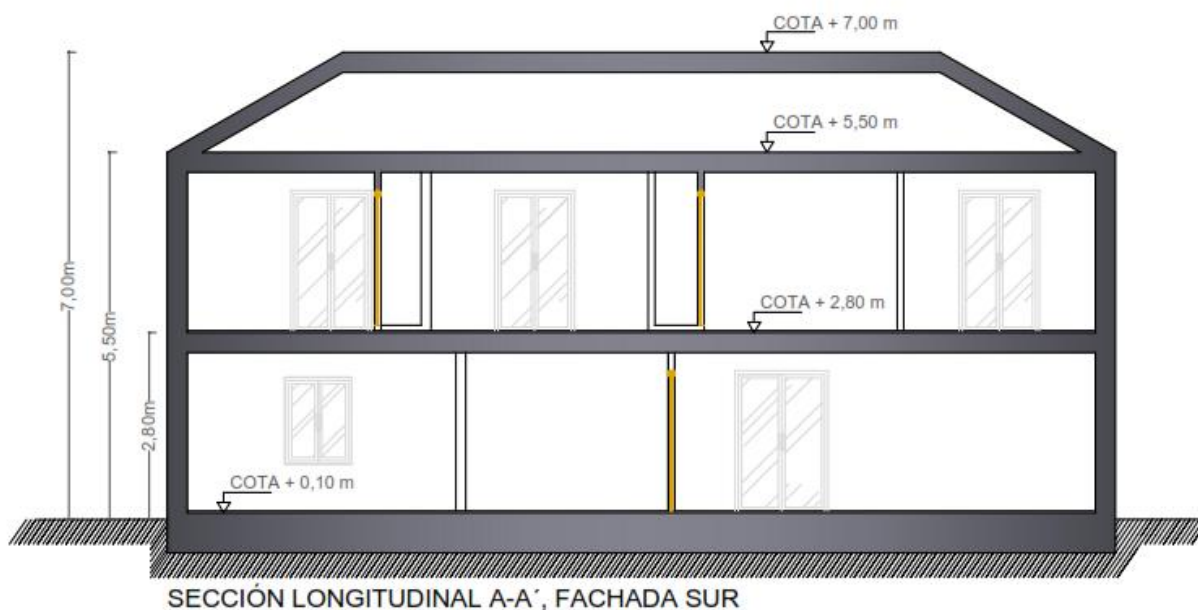 COTA + 7,00 m
COTA + 5,50 m
7,00m
5,50m
COTA + 2,80 m
2,80m
COTA + 0,10 m
SECCIÓN LONGITUDINAL A-A´, FACHADA SUR